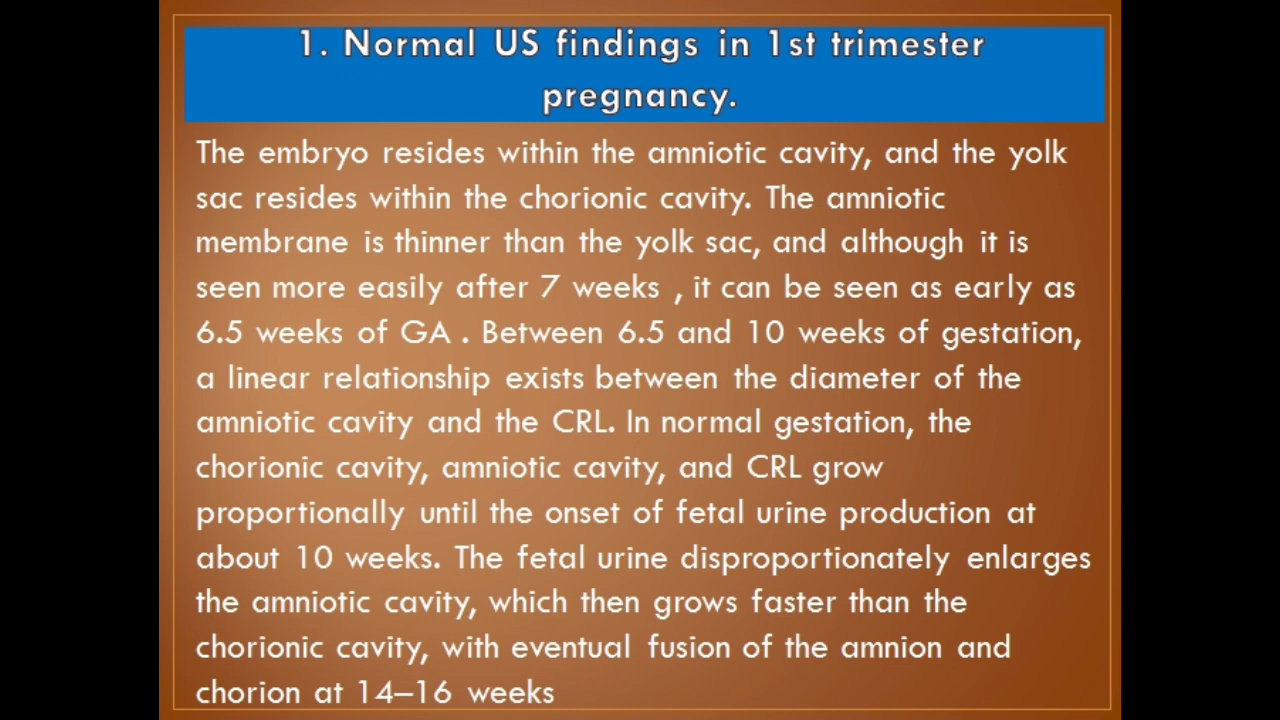 1. Normal US findings in 1st trimester
pregnancy.
The embryo resides within the amniotic cavity, and the yolk
sac resides within the chorionic cavity. The amniotic
membrane is thinner than the yolk sac, and although it is
seen more easily after 7 weeks , it can be seen as early as
6.5 weeks of GA . Between 6.5 and 10 weeks of gestation,
a linear relationship exists between the diameter of the
amniotic cavity and the CRL. In normal gestation, the
chorionic cavity, amniotic cavity, and CRL grow
proportionally until the onset of fetal urine production at
about 10 weeks. The fetal urine disproportionately enlarges
the amniotic cavity, which then grows faster than the
chorionic cavity, with eventual fusion of the amnion and
chorion at 14–16 weeks